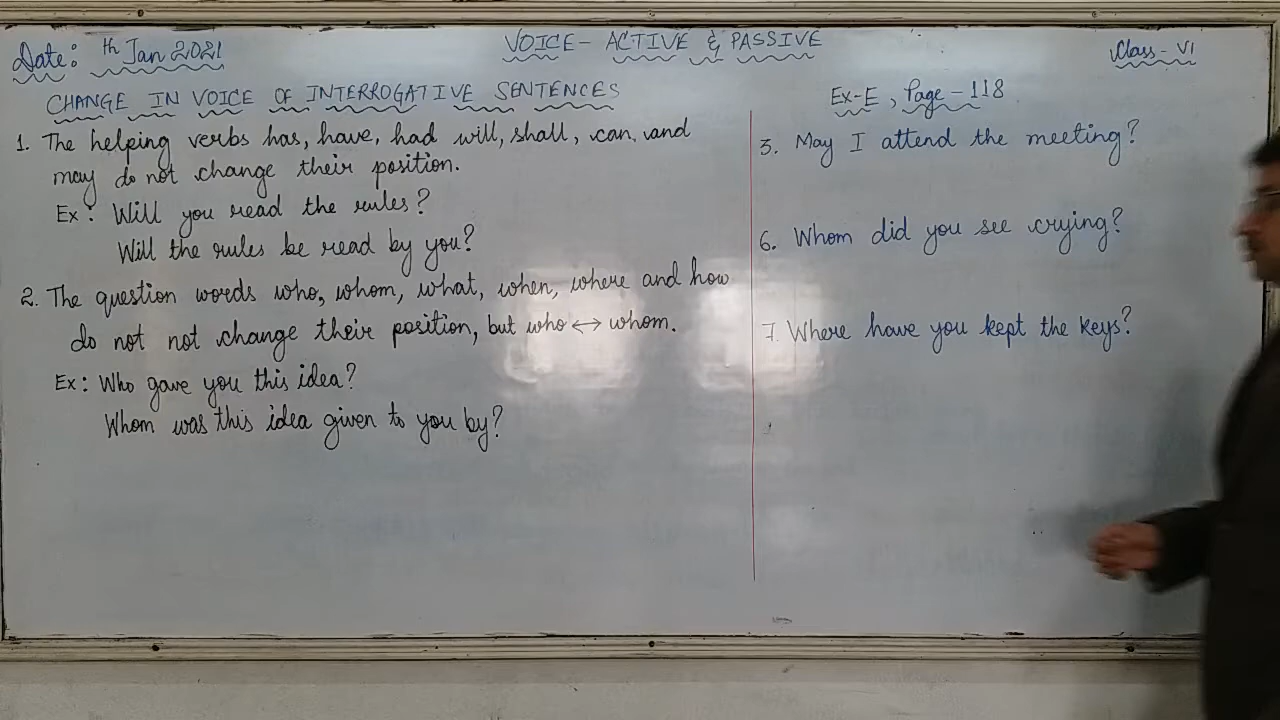 Date: th Jan 2021
VOICE - ACTIVE & PASSIVE
Class - VI
CHANGE IN VOICE OF INTERROGATIVE SENTENCES
1. The helping verbs has, have, had will, shall, can, and
may do not change their position.
Ex: Will you read the rules?
Will the rules be read by you?
2. The question words who, whom, what, when, where and how
do not not change their position, but who ↔ whom.
Ex: Who gave you this idea?
Whom was this idea given to you by?
Ex-E, Page - 118
3. May I attend the meeting?
6. Whom did you see crying?
7. Where have you kept the keys?